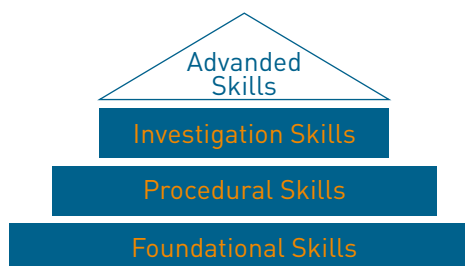 Advanded
Skills
Investigation Skills
Procedural Skills
Foundational Skills